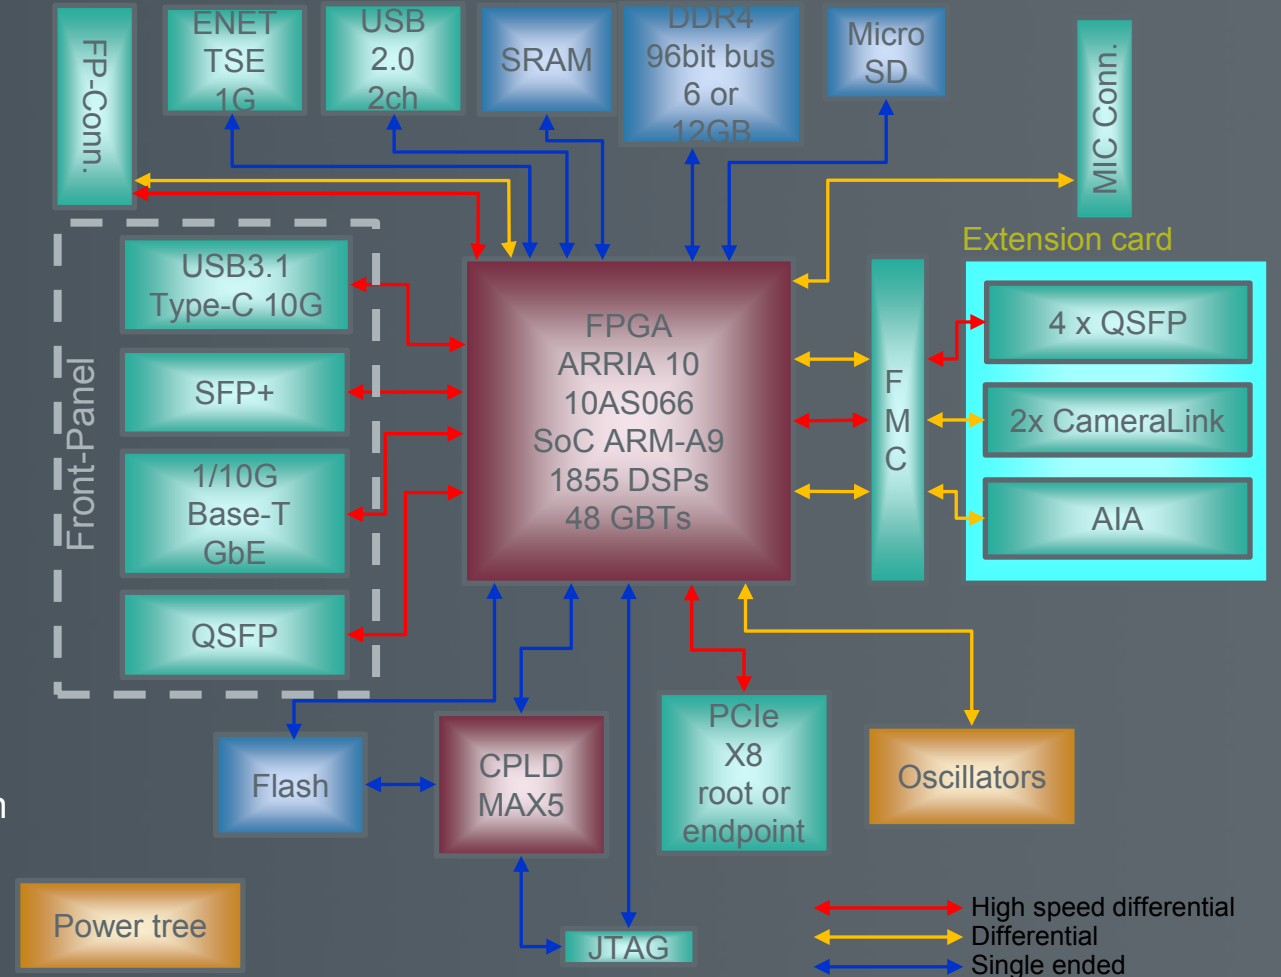 FP-Conn.
ENET
TSE
1G
USB
2.0
2ch
SRAM
DDR4
96bit bus
6 or
12GB
Micro
SD
MIC Conn.
Extension card
Front-Panel
USB3.1
Type-C 10G
SFP+
1/10G
Base-T
GbE
QSFP
FPGA
ARRIA 10
10AS066
SoC ARM-A9
1855 DSPs
48 GBTs
F
M
C
4 x QSFP
2x CameraLink
AIA
Flash
CPLD
MAX5
PCIe
X8
root or
endpoint
Oscillators
Power tree
JTAG
High speed differential
Differential
Single ended